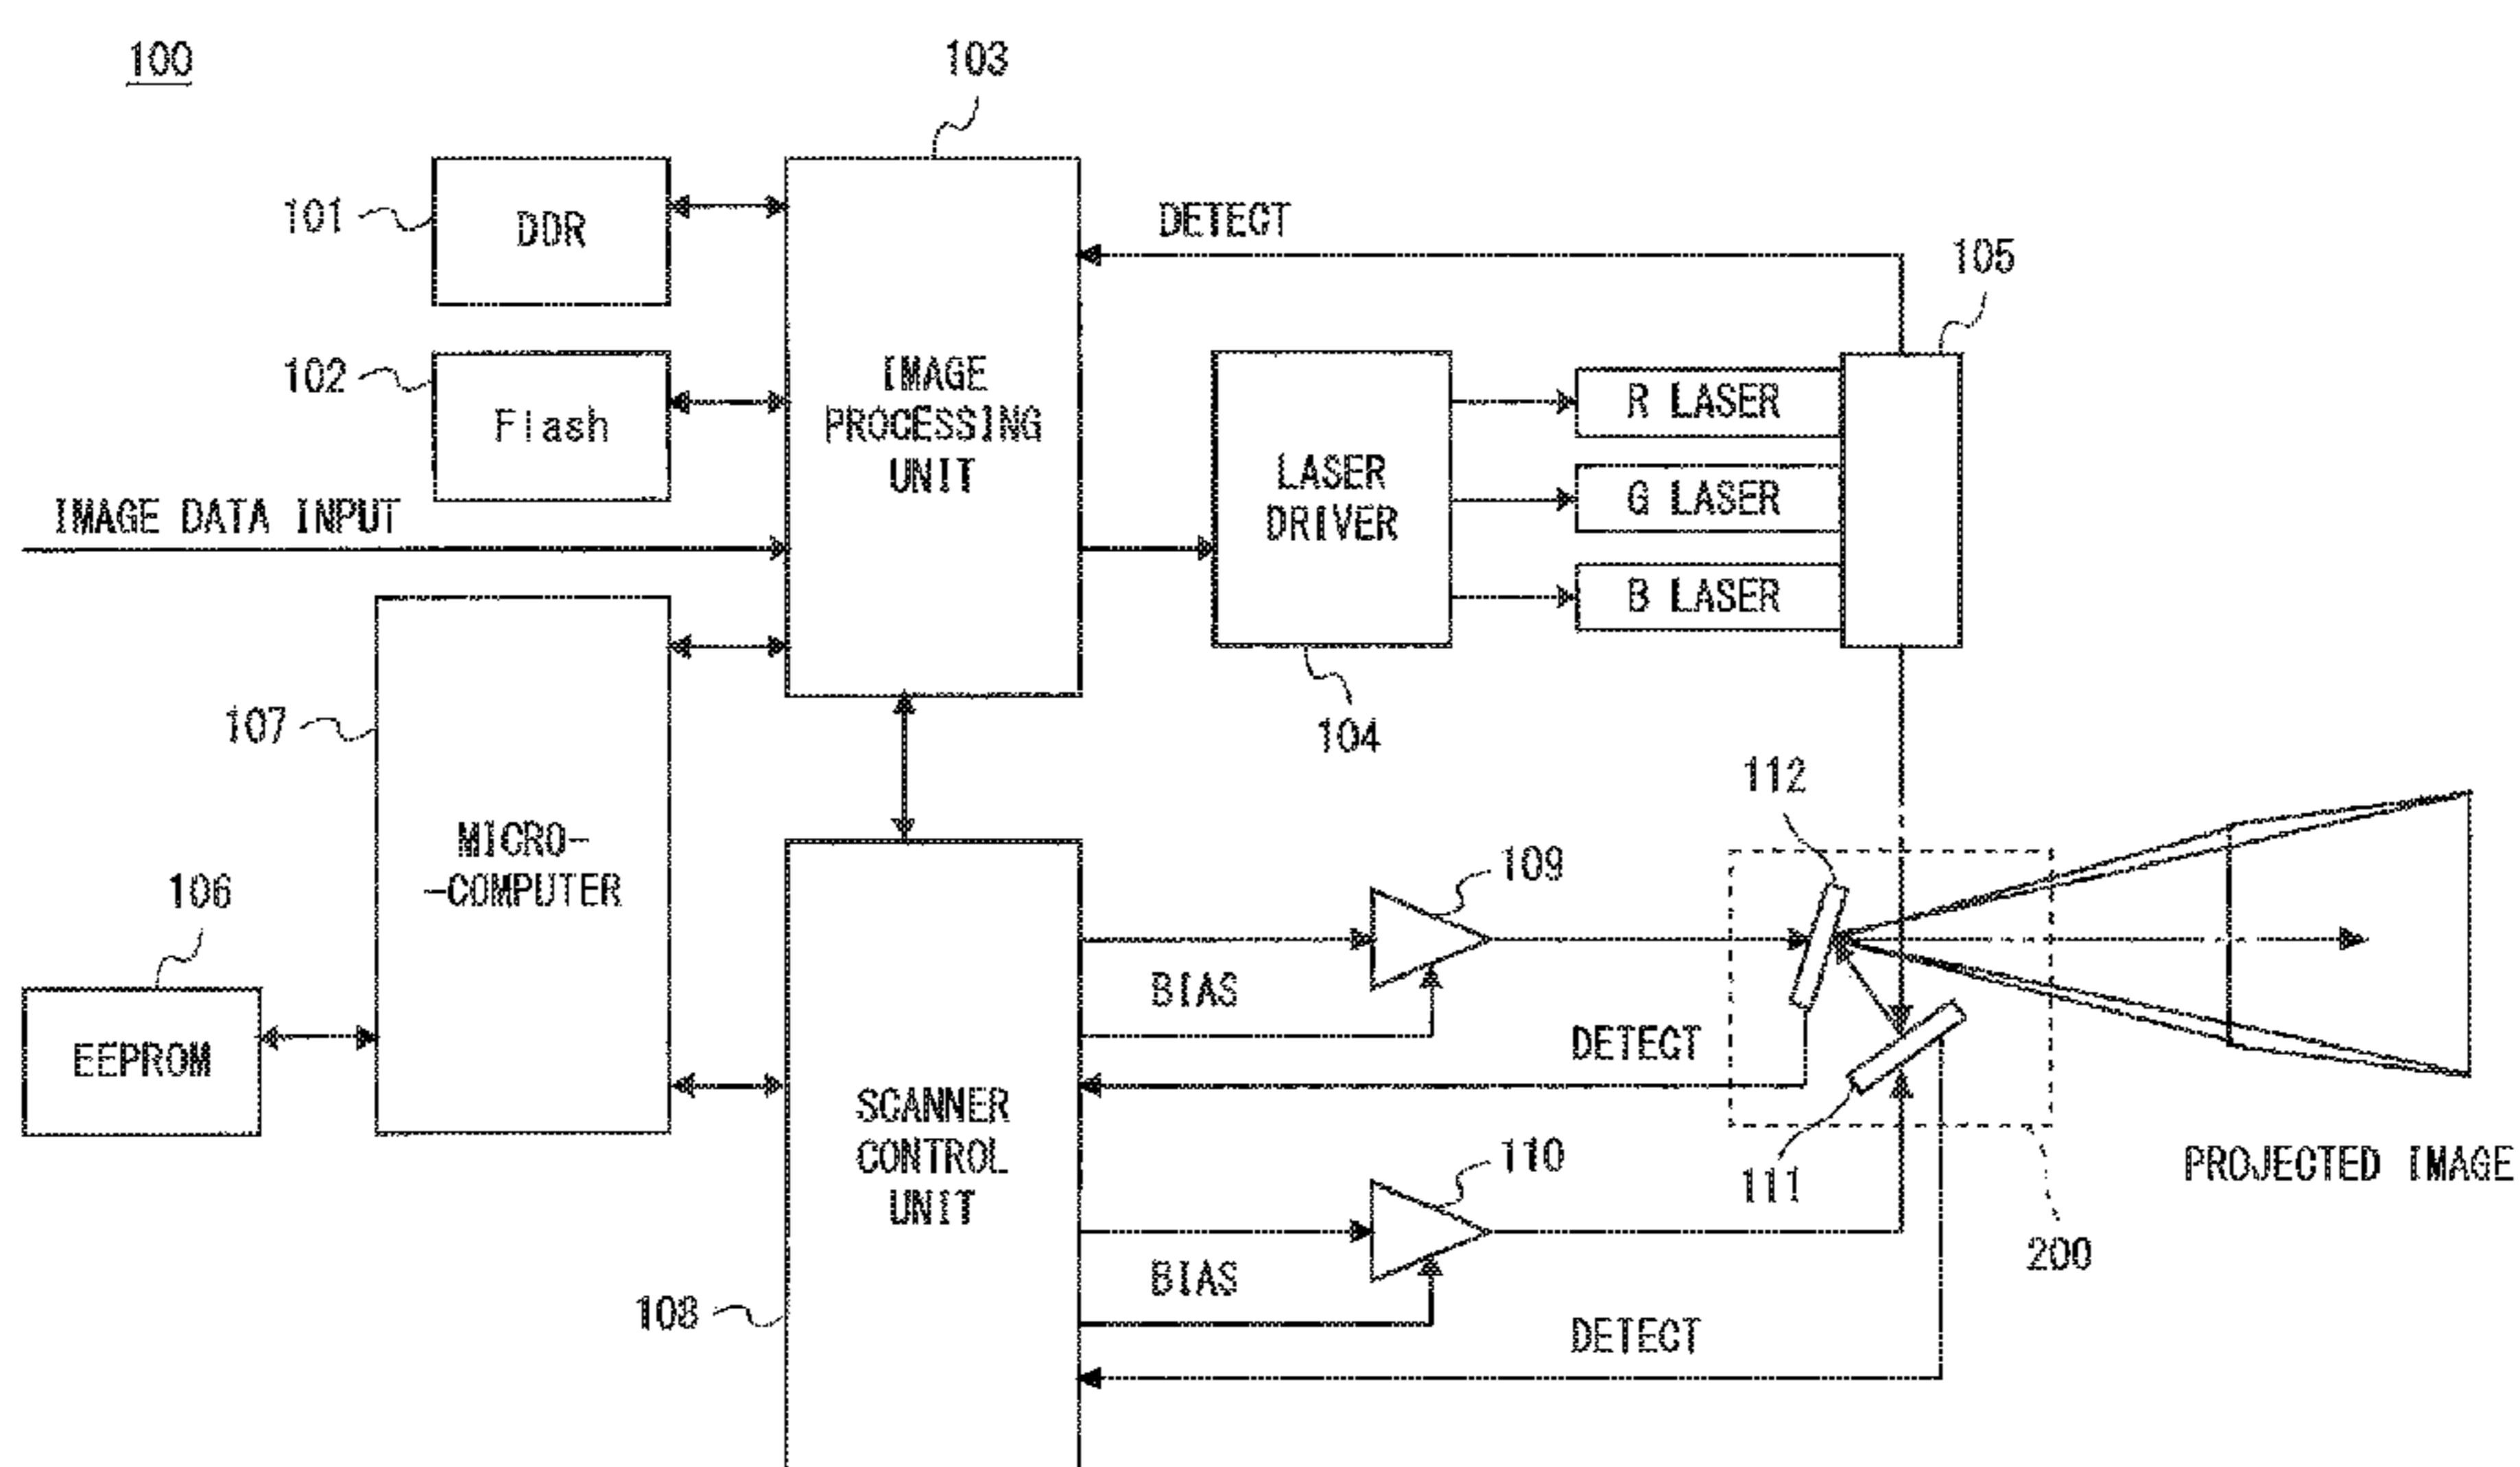 100
103
101
DDR
DETECT
105
102
Flash
IMAGE
PROCESSING
UNIT
R LASER
G LASER
B LASER
LASER
DRIVER
IMAGE DATA INPUT
107
104
112
MICRO-
-COMPUTER
106
EEPROM
109
BIAS
DETECT
SCANNER
CONTROL
UNIT
110
111
PROJECTED IMAGE
200
BIAS
108
DETECT